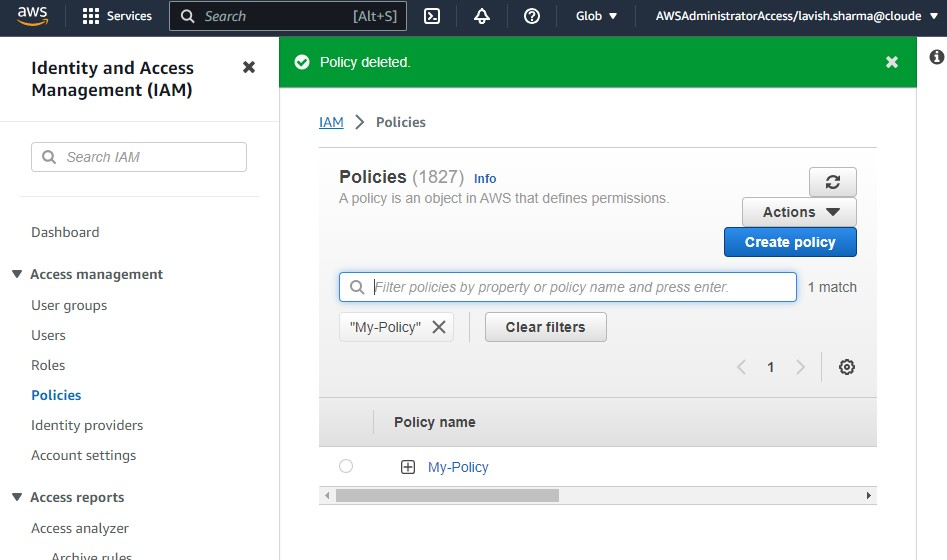 aws
Services
Search
[Alt+S]
Glob
AWSAdministratorAccess/lavish.sharma@cloude
Identity and Access
Management (IAM)
Search IAM
Dashboard
Access management
User groups
Users
Roles
Policies
Identity providers
Account settings
Access reports
Access analyzer
Archive rules
Policy deleted.
IAM
Policies
Policies (1827) Info
A policy is an object in AWS that defines permissions.
Actions
Create policy
Filter policies by property or policy name and press enter.
1 match
"My-Policy"
Clear filters
1
Policy name
My-Policy